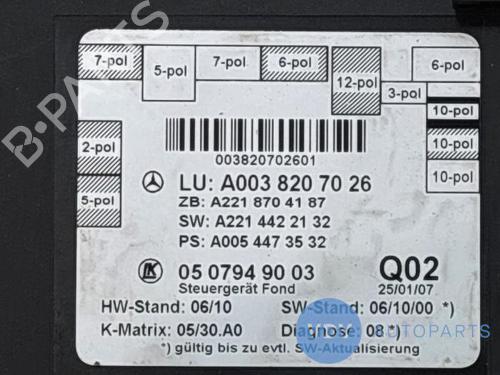 7-pol
5-pol
7-pol
6-pol
12-pol
3-pol
6-pol
10-pol
10-pol
10-pol
2-pol
5-pol
003820702601
LU: A003 820 70 26
ZB: A221 870 41 87
SW: A221 442 21 32
PS: A005 447 35 32
LK 05 0794 90 03 Q02
Steuergerät Fond 25/01/07
HW-Stand: 06/10 SW-Stand: 06/10/00 *)
K-Matrix: 05/30.A0 Diagnose: 08 *)
*) gültig bis zu evtl. SW-Aktualisierung
B-PARTS
AUTOPARTS